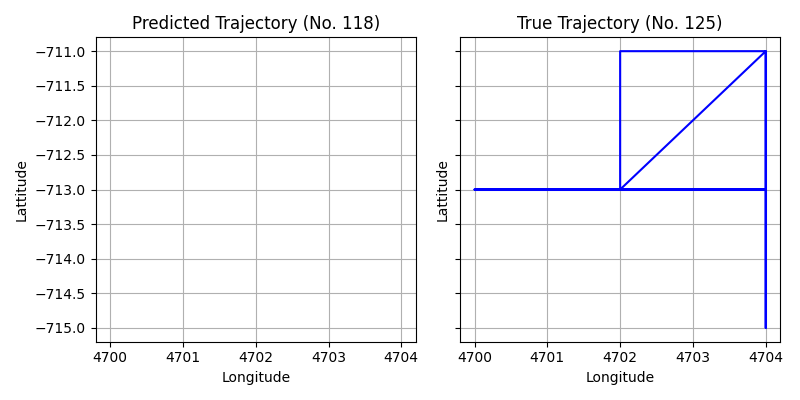 Predicted Trajectory (No. 118)
True Trajectory (No. 125)
Lattitude
−711.0
−711.5
−712.0
−712.5
−713.0
−713.5
−714.0
−714.5
−715.0
4700 4701 4702 4703 4704
Longitude
Lattitude
4700 4701 4702 4703 4704
Longitude